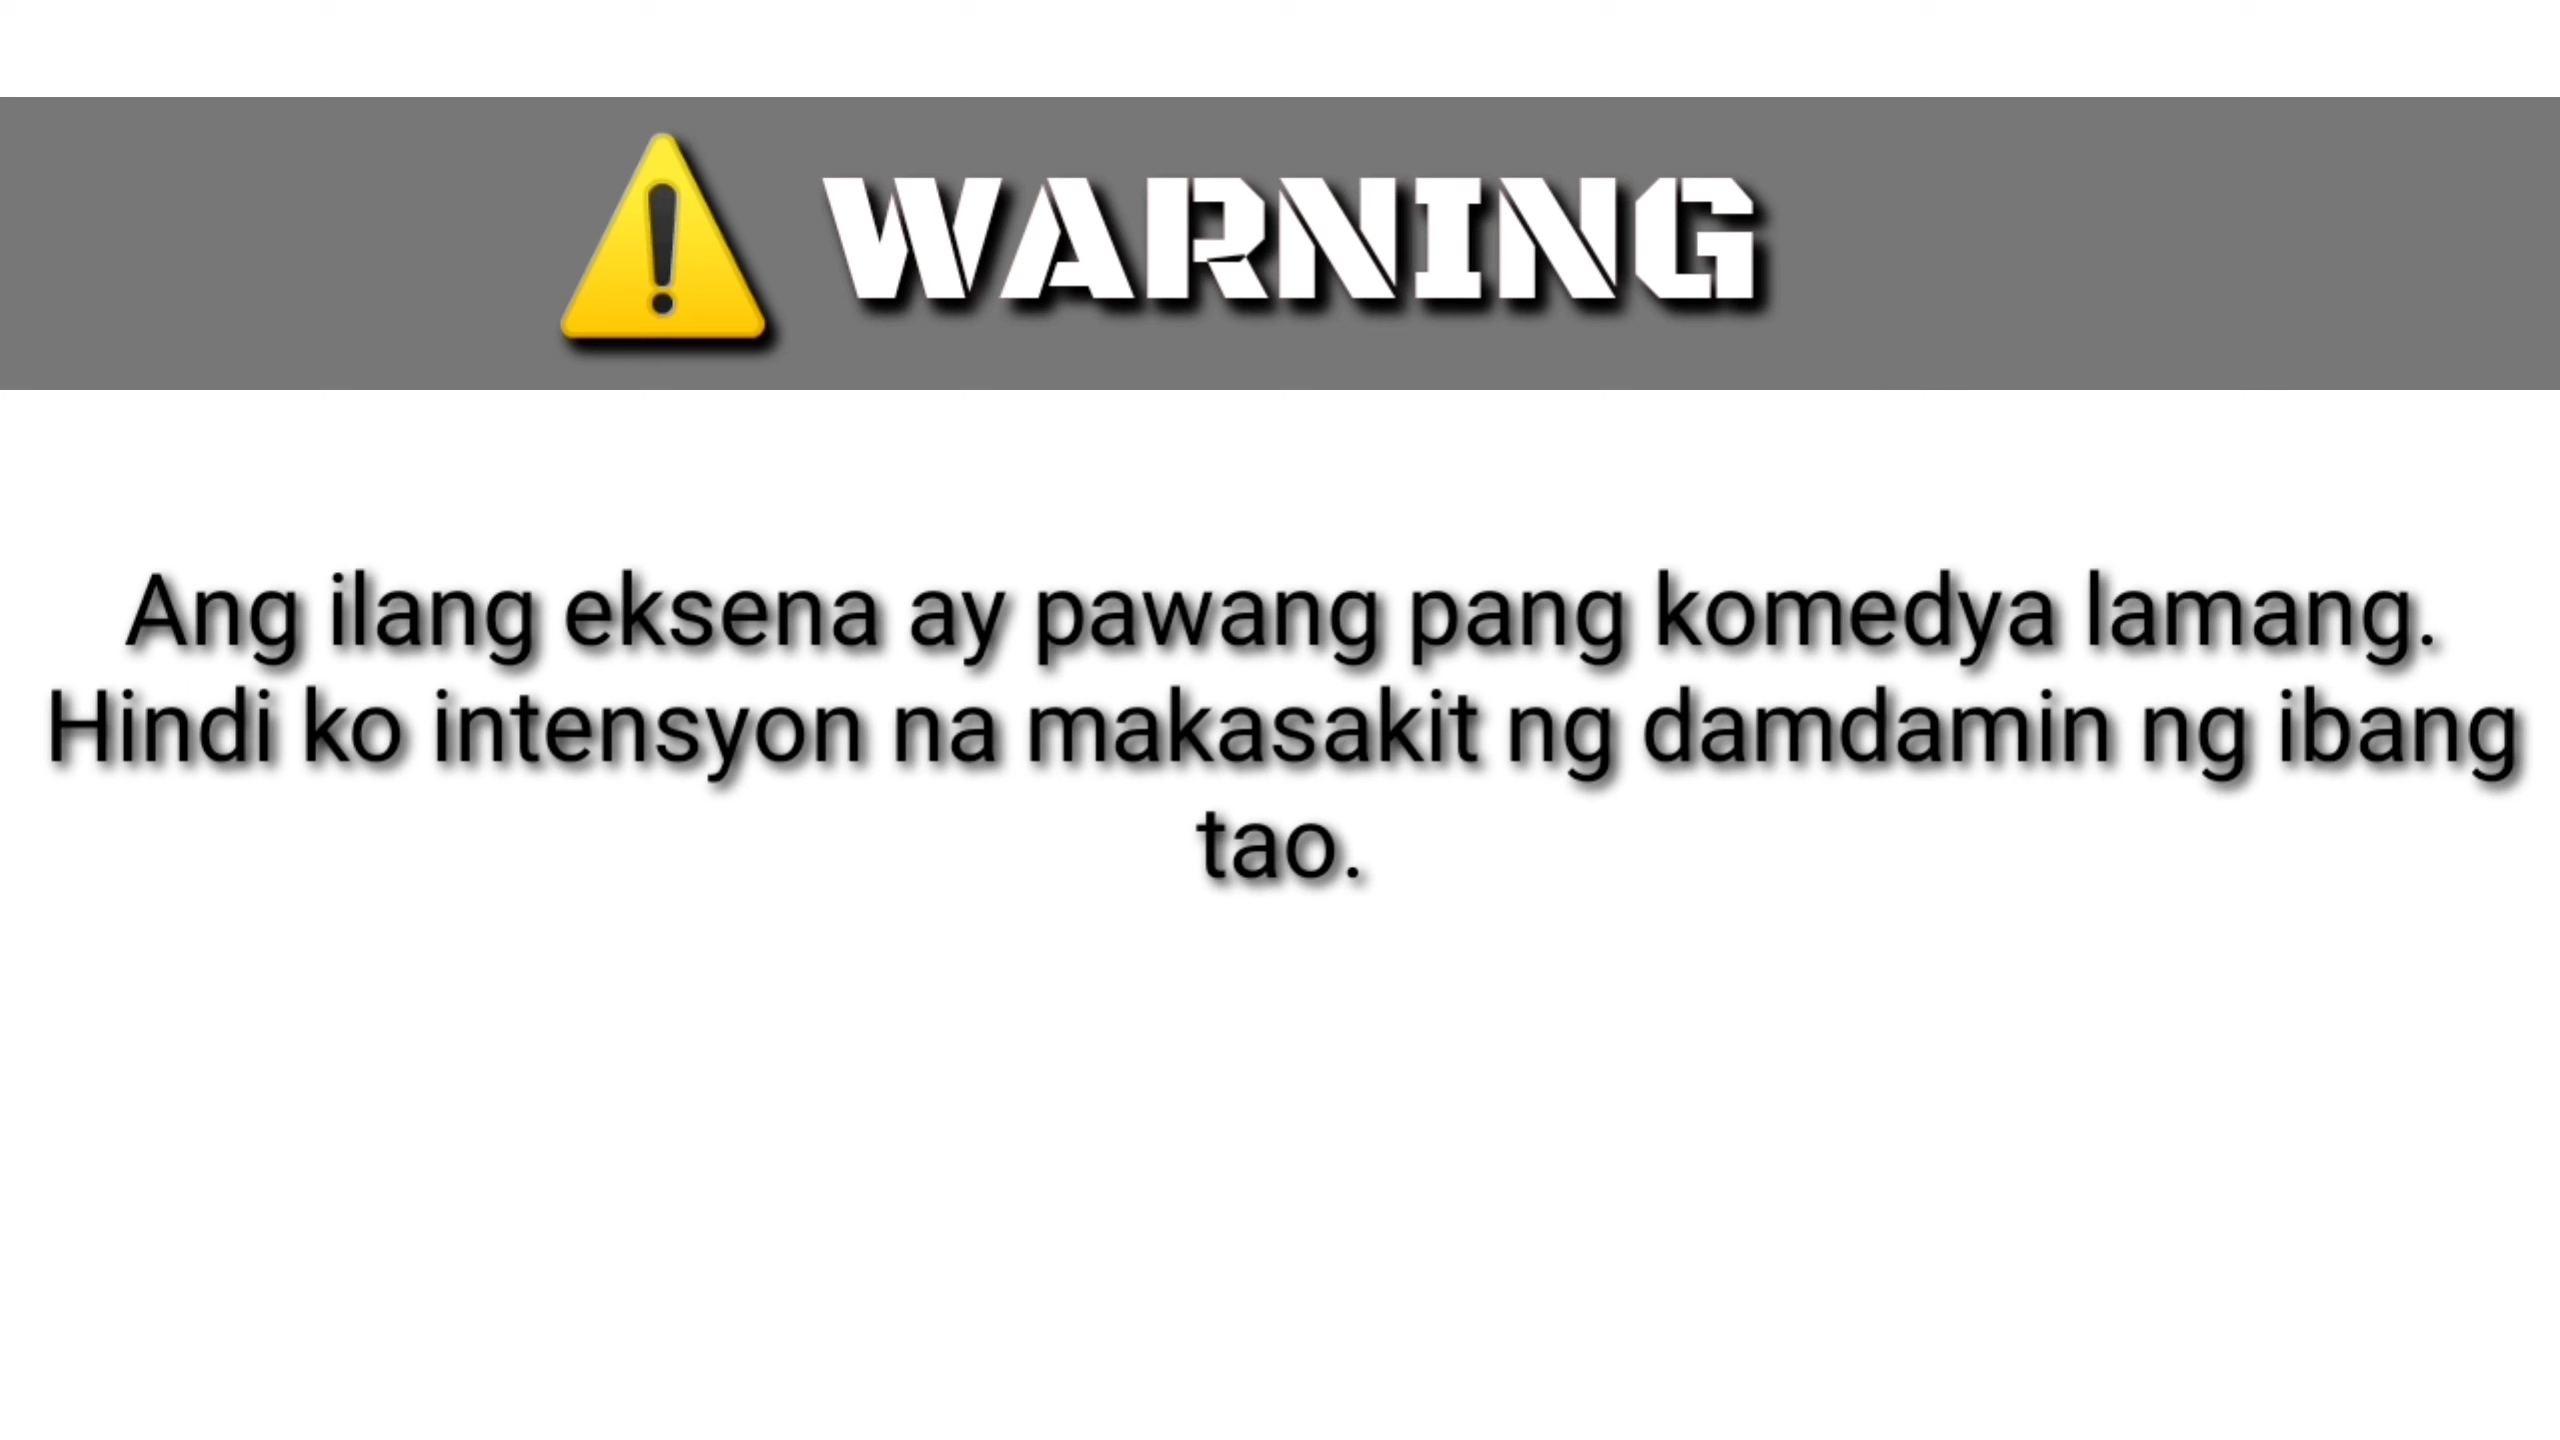 WARNING
Ang ilang eksena ay pawang pang komedya lamang.
Hindi ko intensyon na makasakit ng damdamin ng ibang
tao.